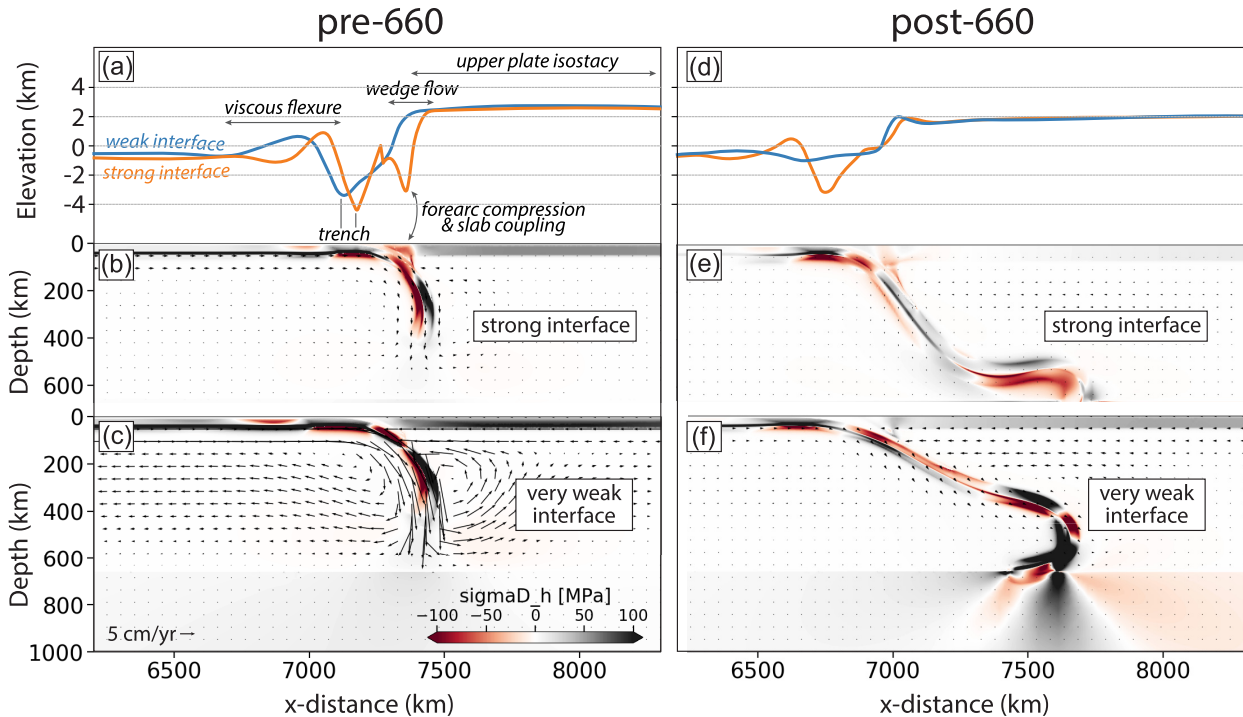 pre-660
post-660
(a)
upper plate isostacy
wedge flow
viscous flexure
weak interface
strong interface
forearc compression
& slab coupling
trench
Elevation (km)
4
2
0
-2
-4
(d)
(b)
strong interface
Depth (km)
0
200
400
600
(e)
strong interface
(c)
very weak
interface
Depth (km)
0
200
400
600
800
1000
sigmaD_h [MPa]
−100 −50 0 50 100
5 cm/yr
(f)
very weak
interface
6500 7000 7500 8000
x-distance (km)
6500 7000 7500 8000
x-distance (km)